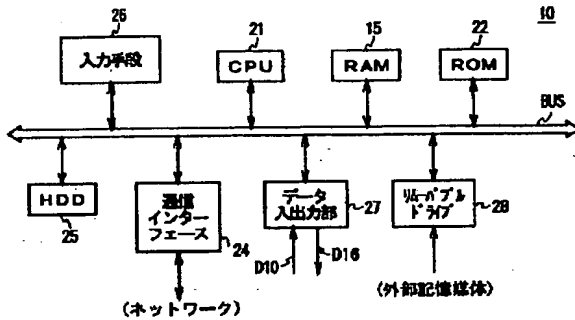 26
21
15
22
10
入力手段
CPU
RAM
ROM
BUS
HDD
25
通信
インター
フェース
24
データ
入出力部
27
リムーバブル
ドライブ
28
D10
D16
(ネットワーク)
(外部記憶媒体)